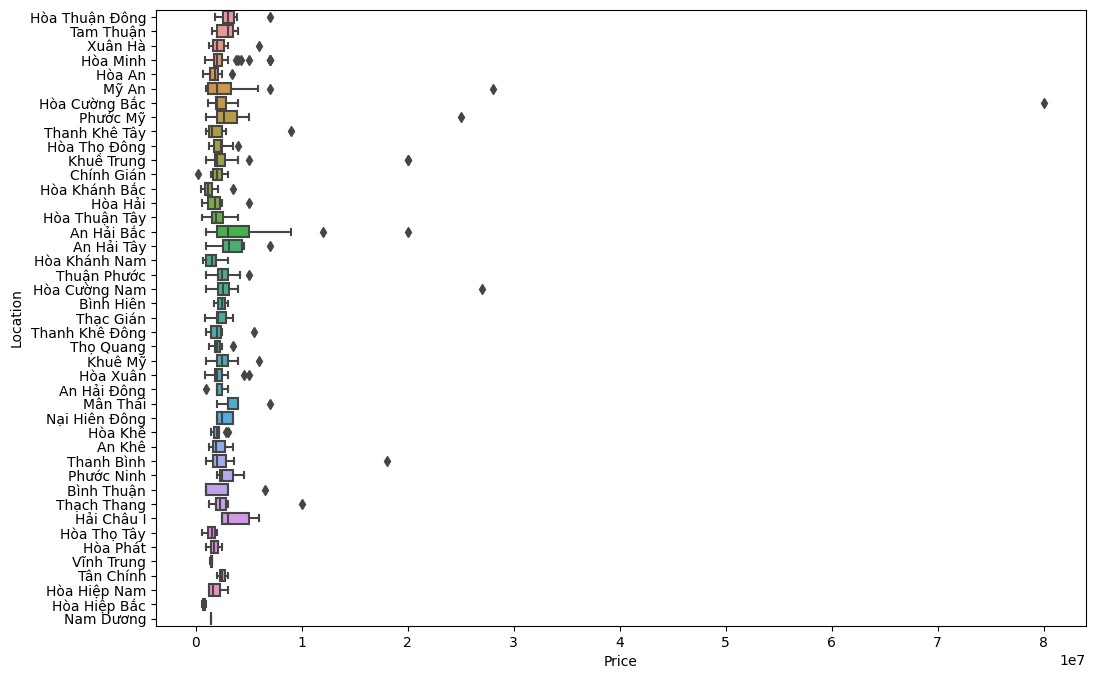 Hòa Thuận Đông
Tam Thuận
Xuân Hà
Hòa Minh
Hòa An
Mỹ An
Hòa Cường Bắc
Phước Mỹ
Thanh Khê Tây
Hòa Thọ Đông
Khuê Trung
Chính Gián
Hòa Khánh Bắc
Hòa Hải
Hòa Thuận Tây
An Hải Bắc
An Hải Tây
Hòa Khánh Nam
Thuận Phước
Hòa Cường Nam
Bình Hiên
Thạc Gián
Thanh Khê Đông
Thọ Quang
Khuê Mỹ
Hòa Xuân
An Hải Đông
Mân Thái
Nại Hiên Đông
Hòa Khê
An Khê
Thanh Bình
Phước Ninh
Bình Thuận
Thạch Thang
Hải Châu I
Hòa Thọ Tây
Hòa Phát
Vĩnh Trung
Tân Chính
Hòa Hiệp Nam
Hòa Hiệp Bắc
Nam Dương
Location
0 1 2 3 4 5 6 7 8
1e7
Price